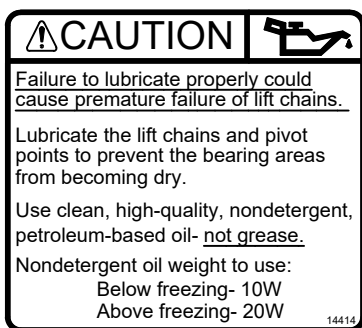 CAUTION
Failure to lubricate properly could
cause premature failure of lift chains.
Lubricate the lift chains and pivot
points to prevent the bearing areas
from becoming dry.
Use clean, high-quality, nondetergent,
petroleum-based oil- not grease.
Nondetergent oil weight to use:
Below freezing- 10W
Above freezing- 20W
14414